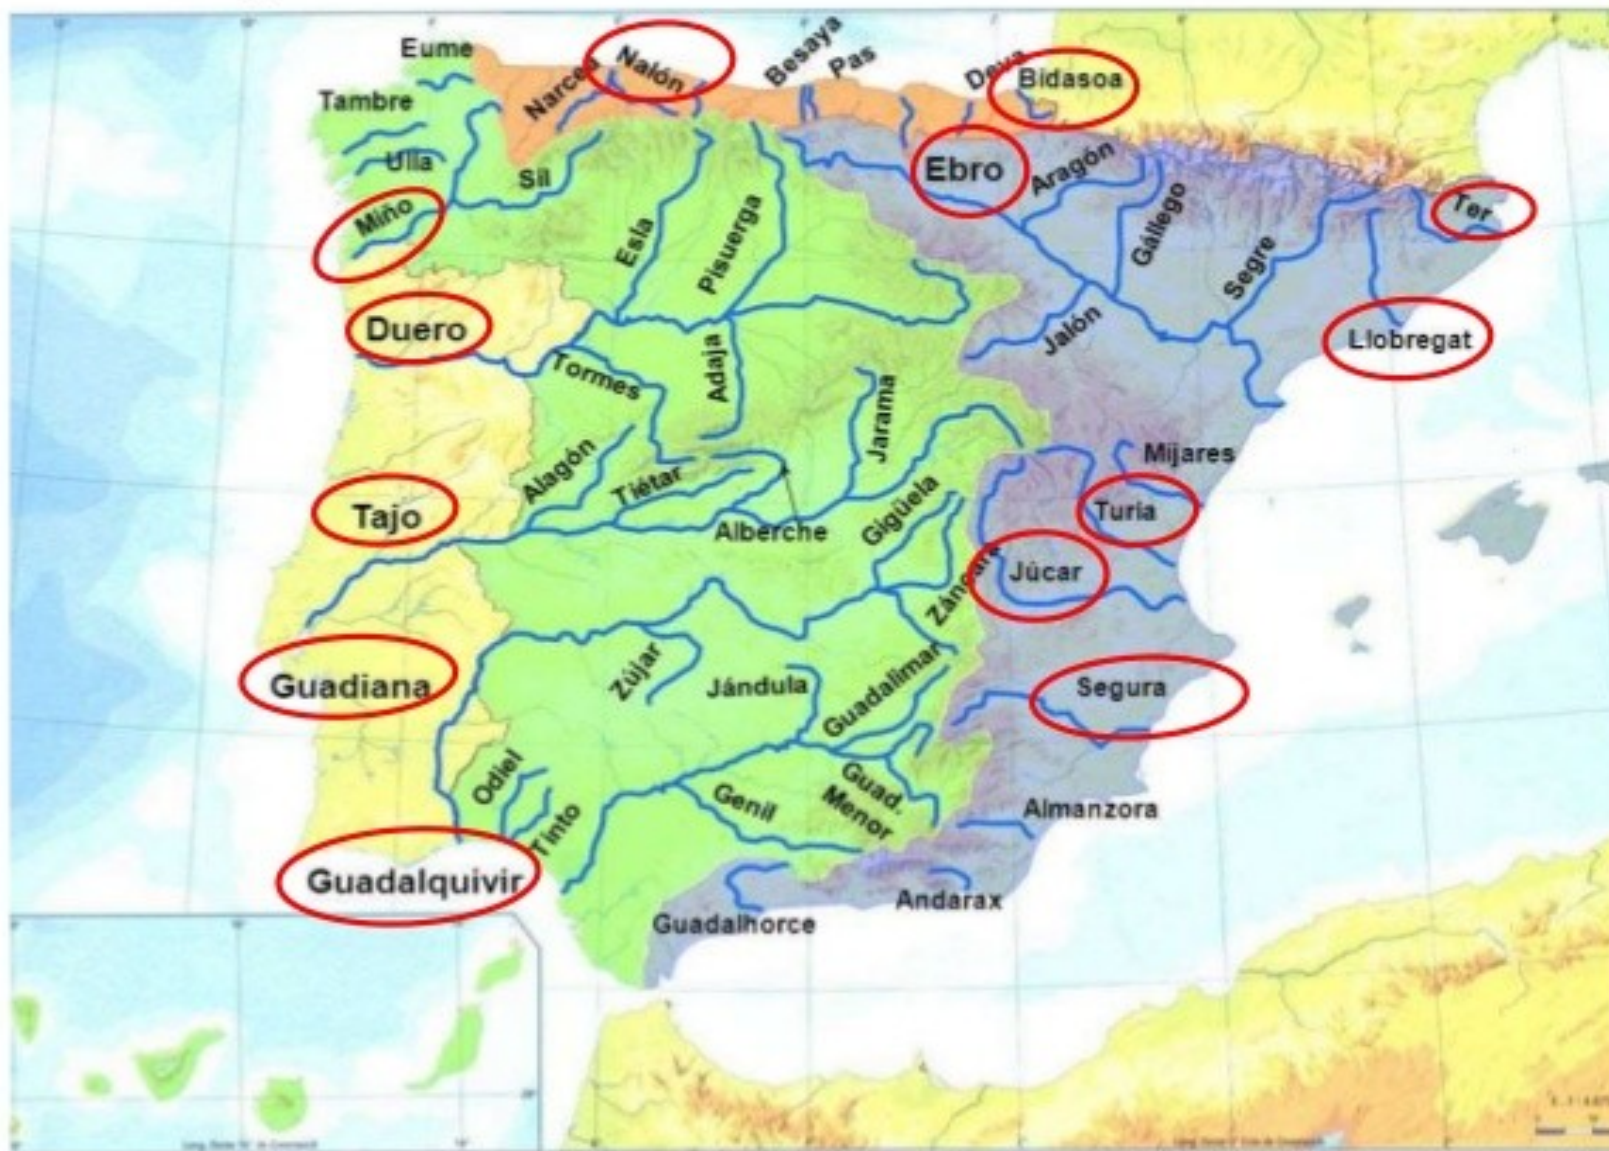 Eume
Narcea
Nalón
Besaya
Pas
Deva
Bidasoa
Tambre
Ulla
Sil
Ebro
Aragón
Miño
Esla
Pisuerga
Gállego
Segre
Ter
Duero
Tormes
Adaja
Jalón
Llobregat
Jarama
Alagón
Tiétar
Mijares
Tajo
Alberche
Gigüela
Turia
Záncara
Júcar
Guadiana
Zújar
Jándula
Guadalimar
Segura
Odiel
Tinto
Genil
Guad.
Menor
Almanzora
Guadalquivir
Guadalhorce
Andarax